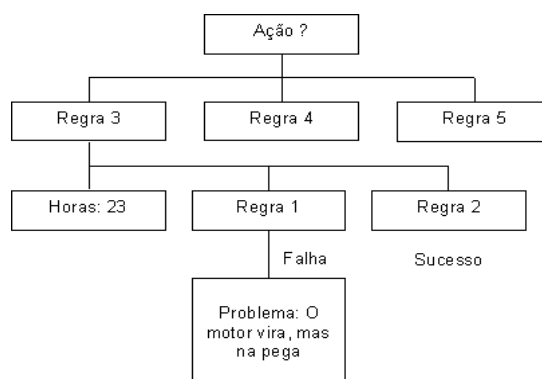 Ação ?
Regra 3
Regra 4
Regra 5
Horas: 23
Regra 1
Regra 2
Falha
Sucesso
Problema: O
motor vira, mas
na pega